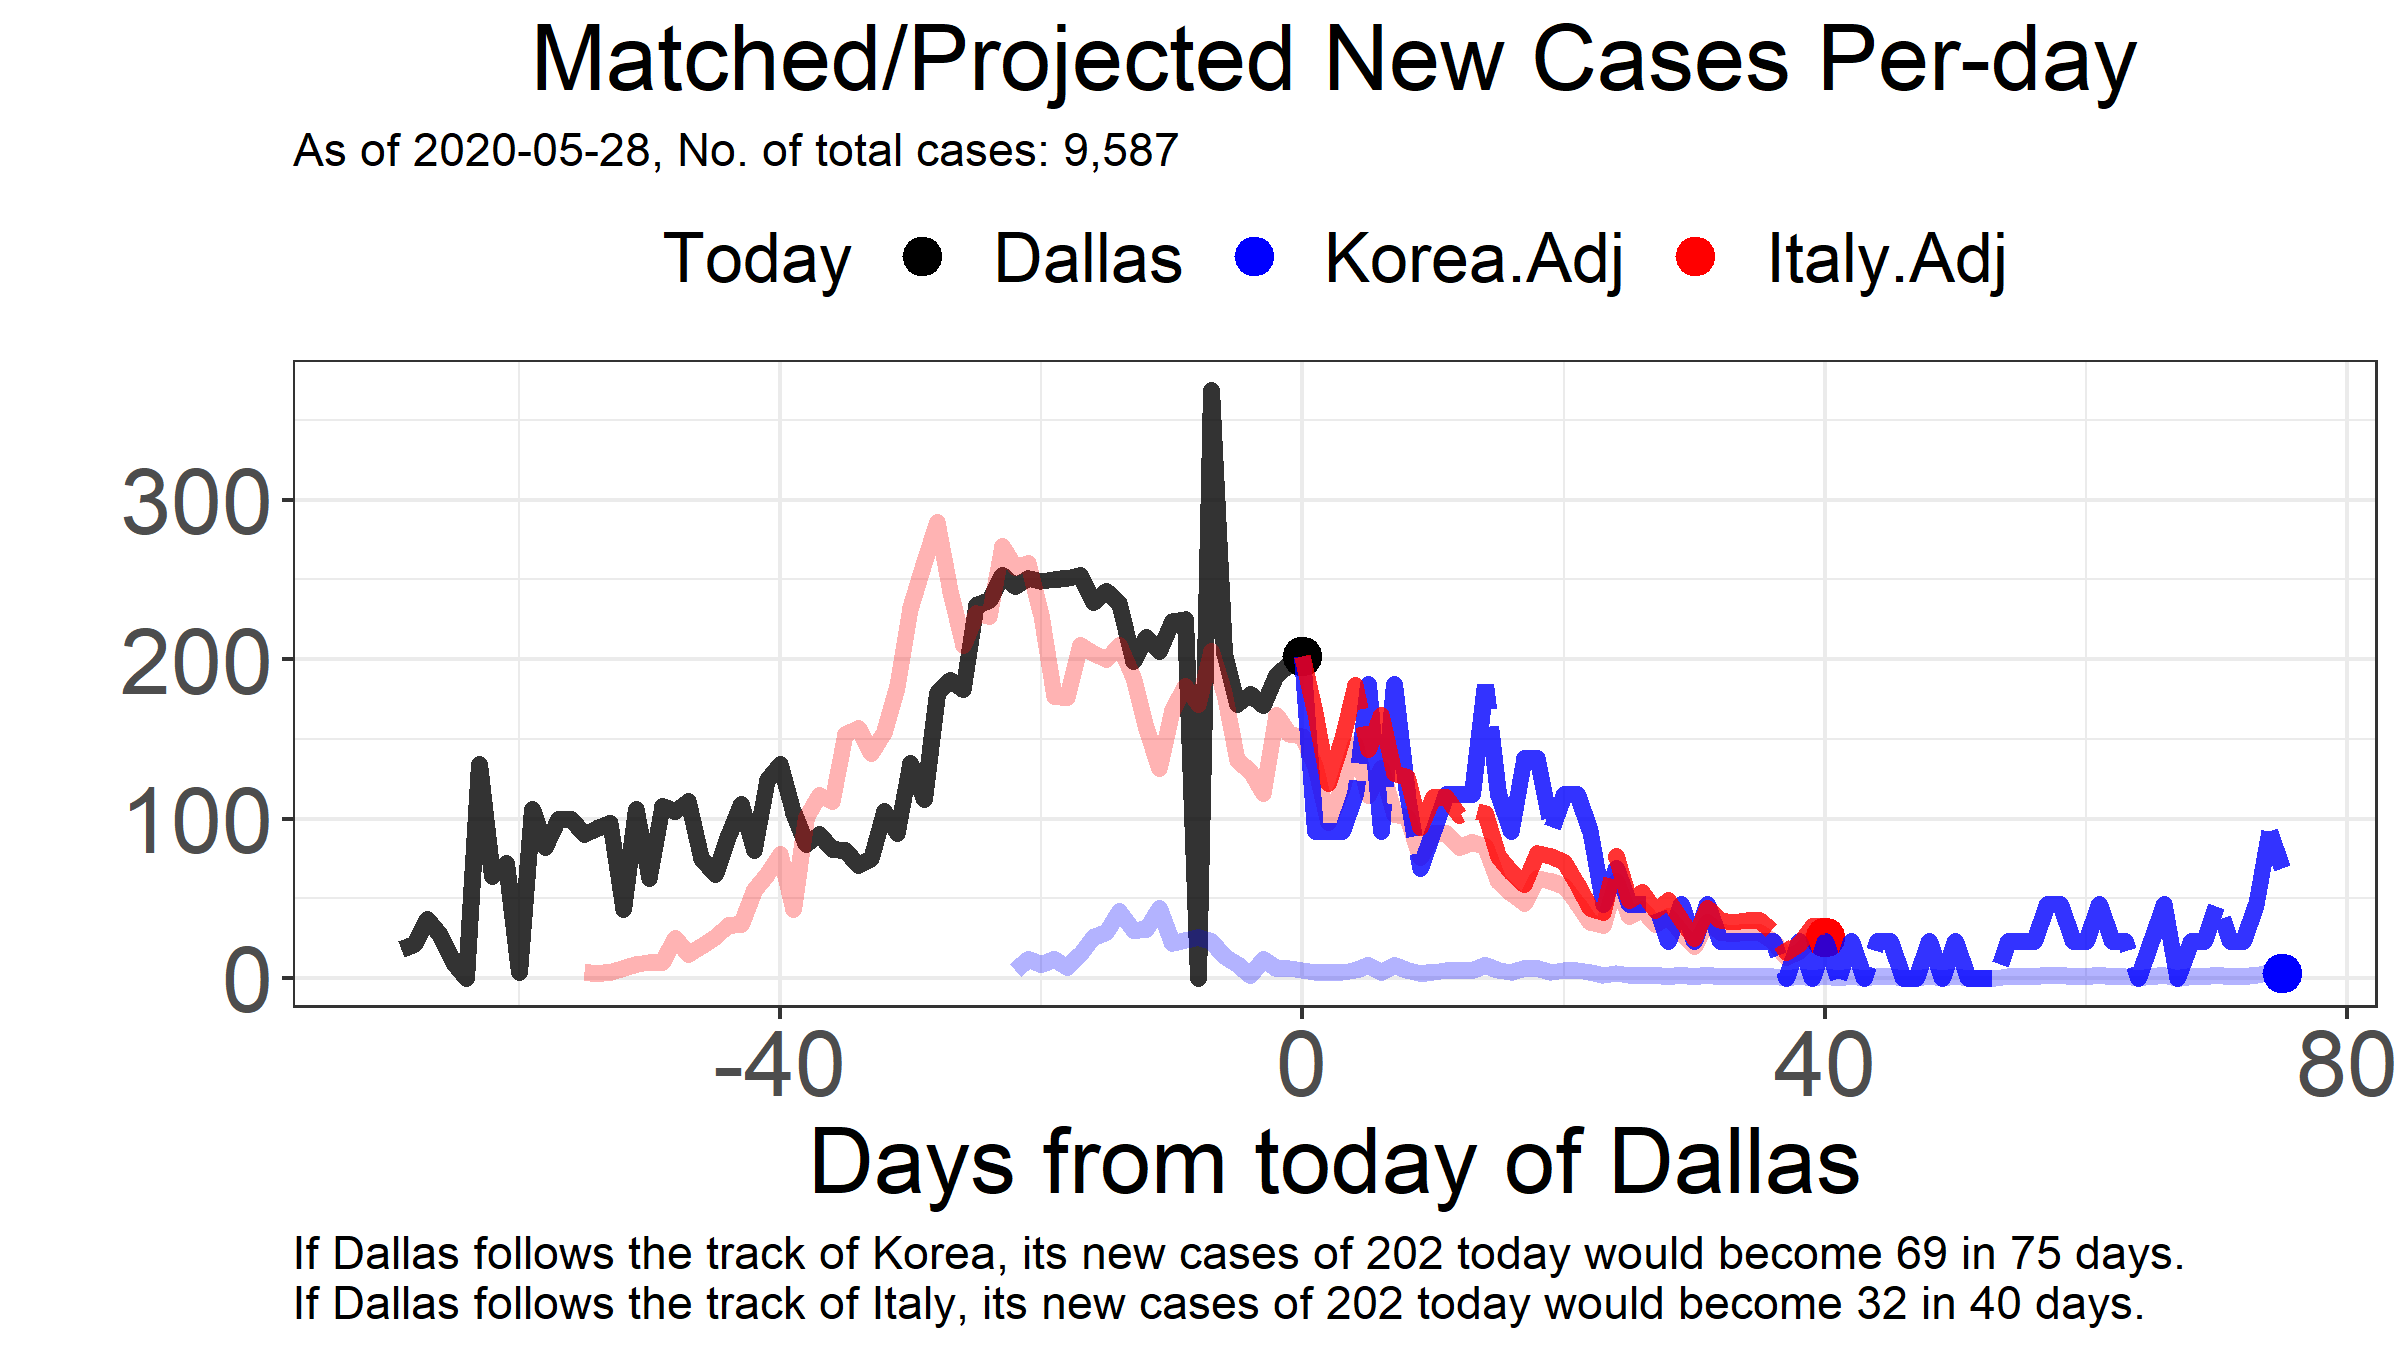 Matched/Projected New Cases Per-day
As of 2020-05-28, No. of total cases: 9,587
Today Dallas Korea.Adj Italy.Adj
300
200
100
0
-40 0 40 80
Days from today of Dallas
If Dallas follows the track of Korea, its new cases of 202 today would become 69 in 75 days.
If Dallas follows the track of Italy, its new cases of 202 today would become 32 in 40 days.